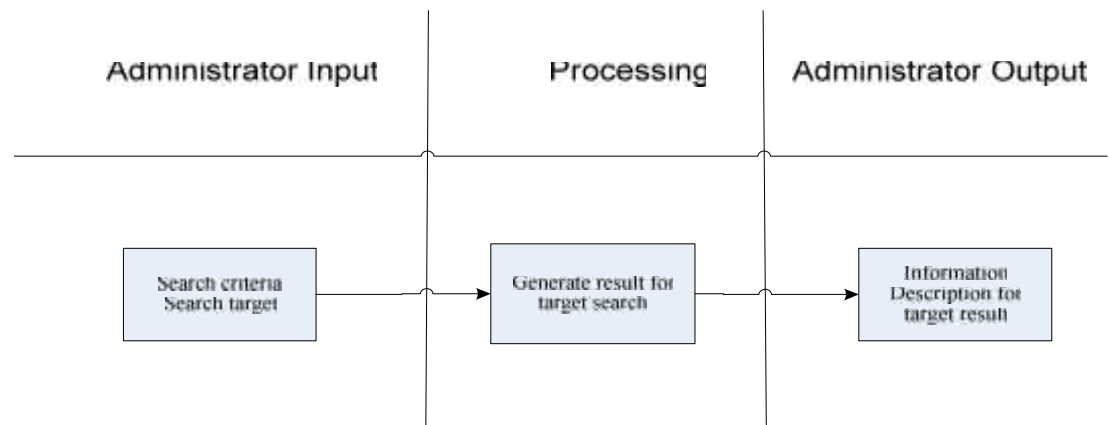 Administrator Input
Processing
Administrator Output
Search criteria
Search target
Generate result for
target search
Information
Description for
target result